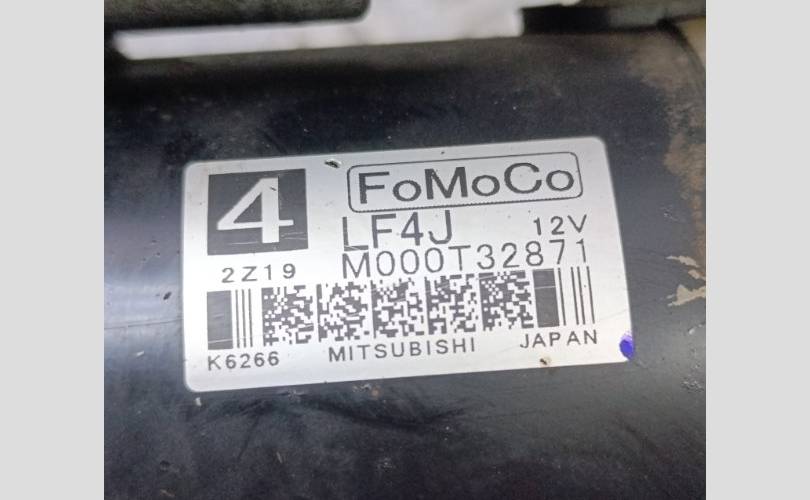 4
FoMoCo
LF4J 12V
2Z19 M000T32871
K6266 MITSUBISHI JAPAN